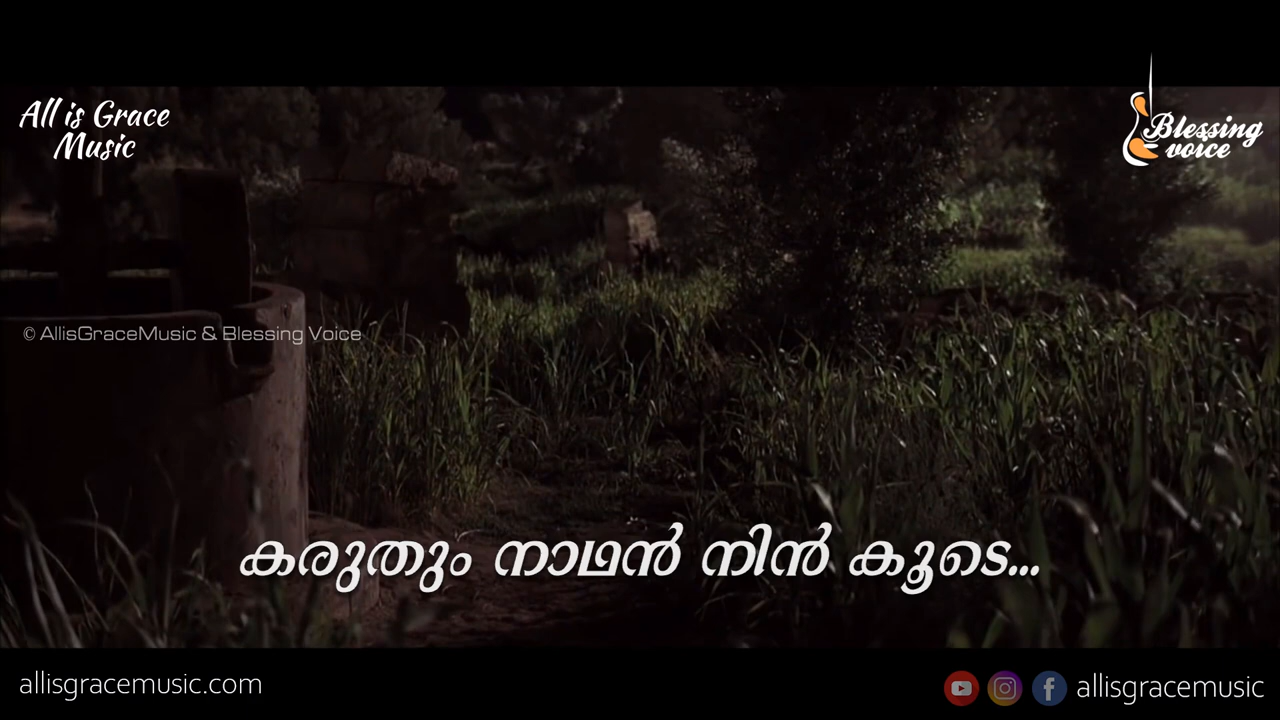 All is Grace
Music
Blessing
voice
© AllisGraceMusic & Blessing Voice
കരുതും നാഥൻ നിൻ കൂടെ...
allisgracemusic.com
allisgracemusic